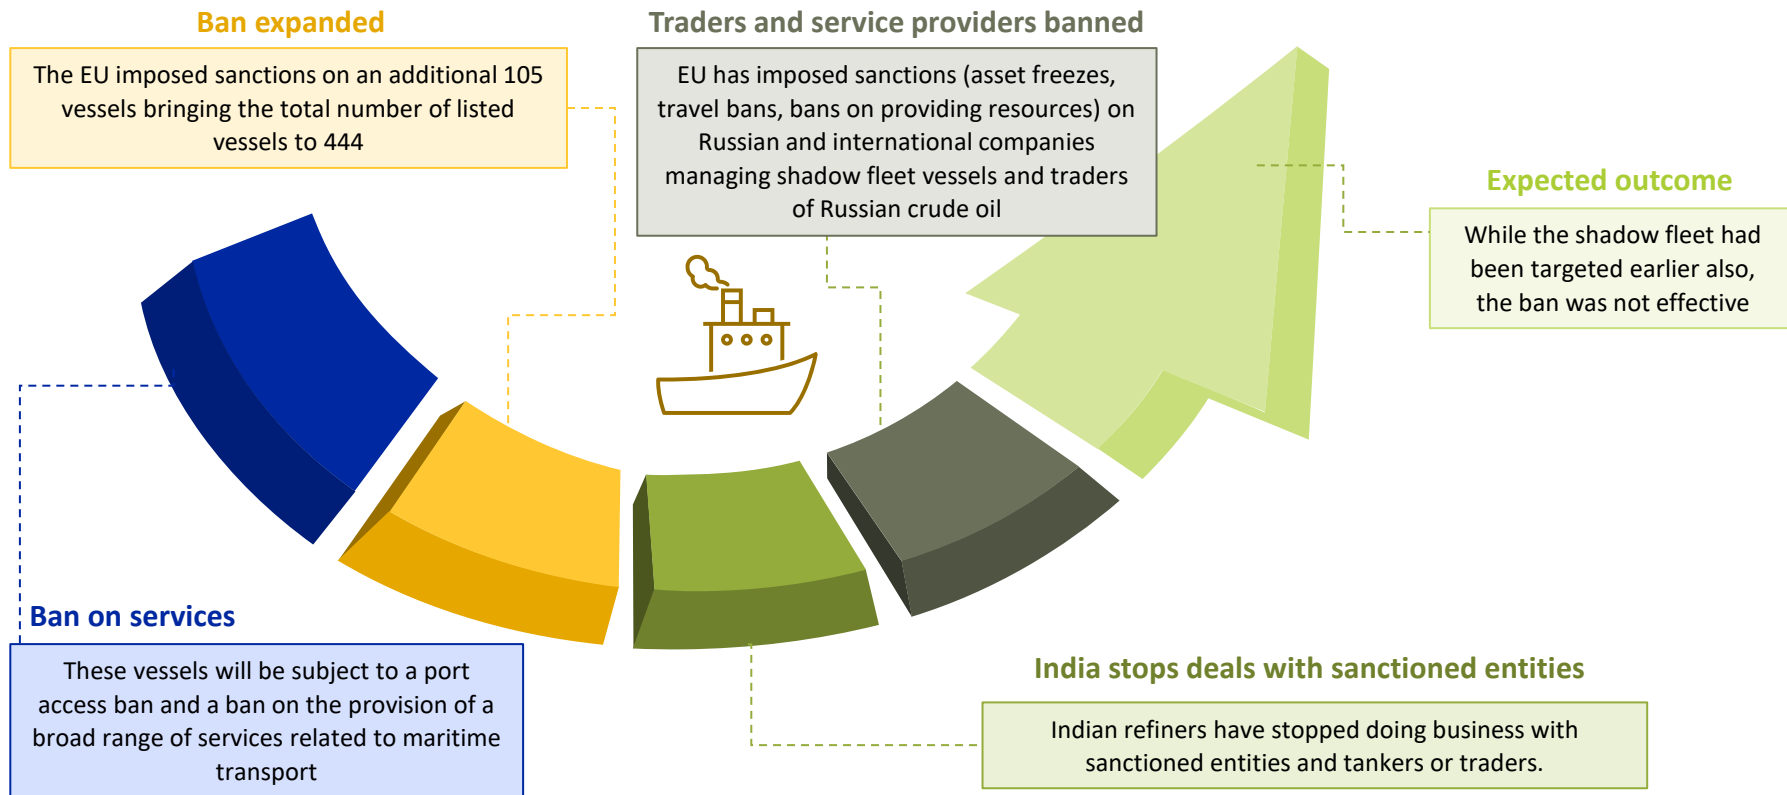 Ban expanded
The EU imposed sanctions on an additional 105
vessels bringing the total number of listed
vessels to 444
Traders and service providers banned
EU has imposed sanctions (asset freezes,
travel bans, bans on providing resources) on
Russian and international companies
managing shadow fleet vessels and traders
of Russian crude oil
Expected outcome
While the shadow fleet had
been targeted earlier also,
the ban was not effective
Ban on services
These vessels will be subject to a port
access ban and a ban on the provision of a
broad range of services related to maritime
transport
India stops deals with sanctioned entities
Indian refiners have stopped doing business with
sanctioned entities and tankers or traders.